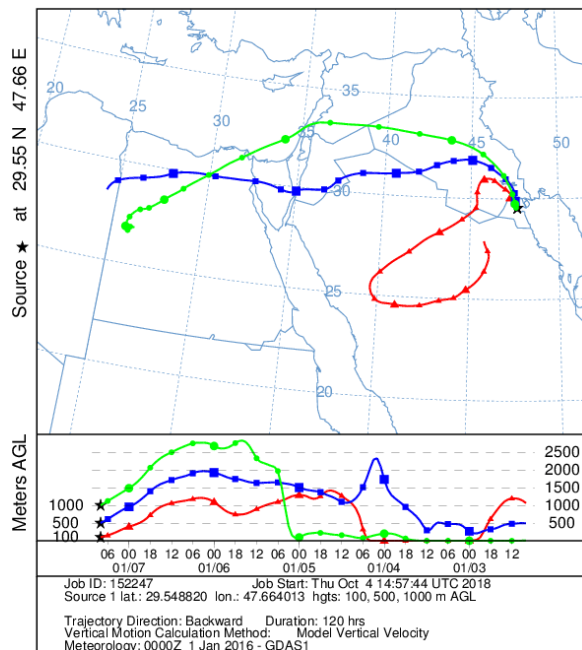 Source ★ at 29.55 N 47.66 E
20
25
30
35
35
40
45
50
30
30
25
25
20
Meters AGL
2500
2000
1500
1000
500
1000
500
100
06 00 18 12 06 00 18 12 06 00 18 12 06 00 18 12 06 00 18 12
01/07 01/06 01/05 01/04 01/03
Job ID: 152247 Job Start: Thu Oct 4 14:57:44 UTC 2018
Source 1 lat.: 29.548820 lon.: 47.664013 hgts: 100, 500, 1000 m AGL
Trajectory Direction: Backward Duration: 120 hrs
Vertical Motion Calculation Method: Model Vertical Velocity
Meteorology: 0000Z 1 Jan 2016 - GDAS1